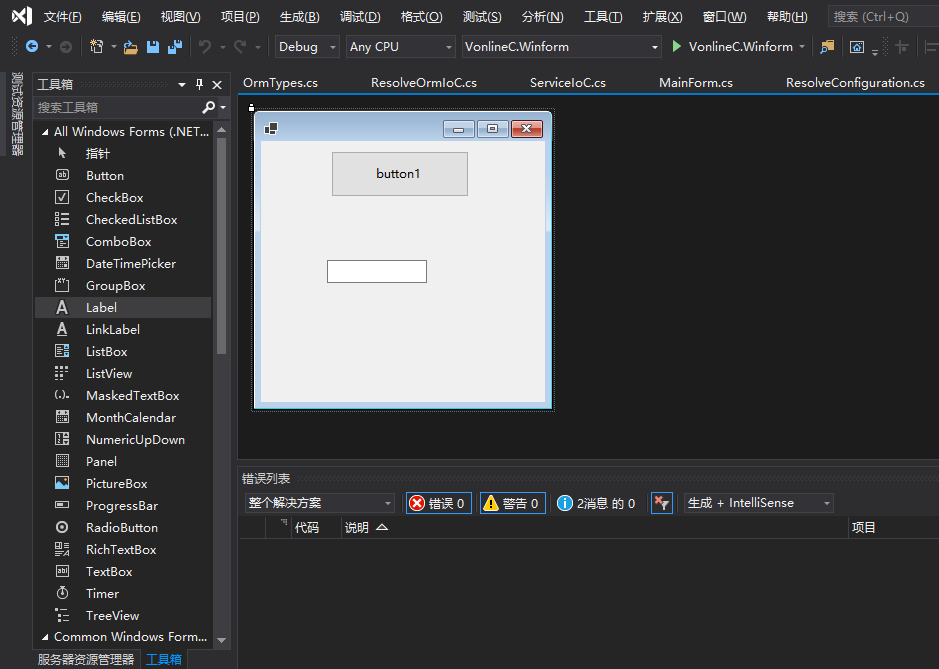 文件(F) 编辑(E) 视图(V) 项目(P) 生成(B) 调试(D) 格式(O) 测试(S) 分析(N) 工具(T) 扩展(X) 窗口(W) 帮助(H) 搜索 (Ctrl+Q)
Debug Any CPU VonlineC.Winform VonlineC.Winform
测试资源管理器
工具箱
搜索工具箱
All Windows Forms (.NET...
指针
Button
CheckBox
CheckedListBox
ComboBox
DateTimePicker
GroupBox
Label
LinkLabel
ListBox
ListView
MaskedTextBox
MonthCalendar
NumericUpDown
Panel
PictureBox
ProgressBar
RadioButton
RichTextBox
TextBox
Timer
TreeView
Common Windows Form...
服务器资源管理器 工具箱
OrmTypes.cs ResolveOrmIoC.cs ServiceIoC.cs MainForm.cs ResolveConfiguration.cs
button1
错误列表
整个解决方案 错误 0 警告 0 2消息 的 0 生成 + IntelliSense
代码 说明 项目